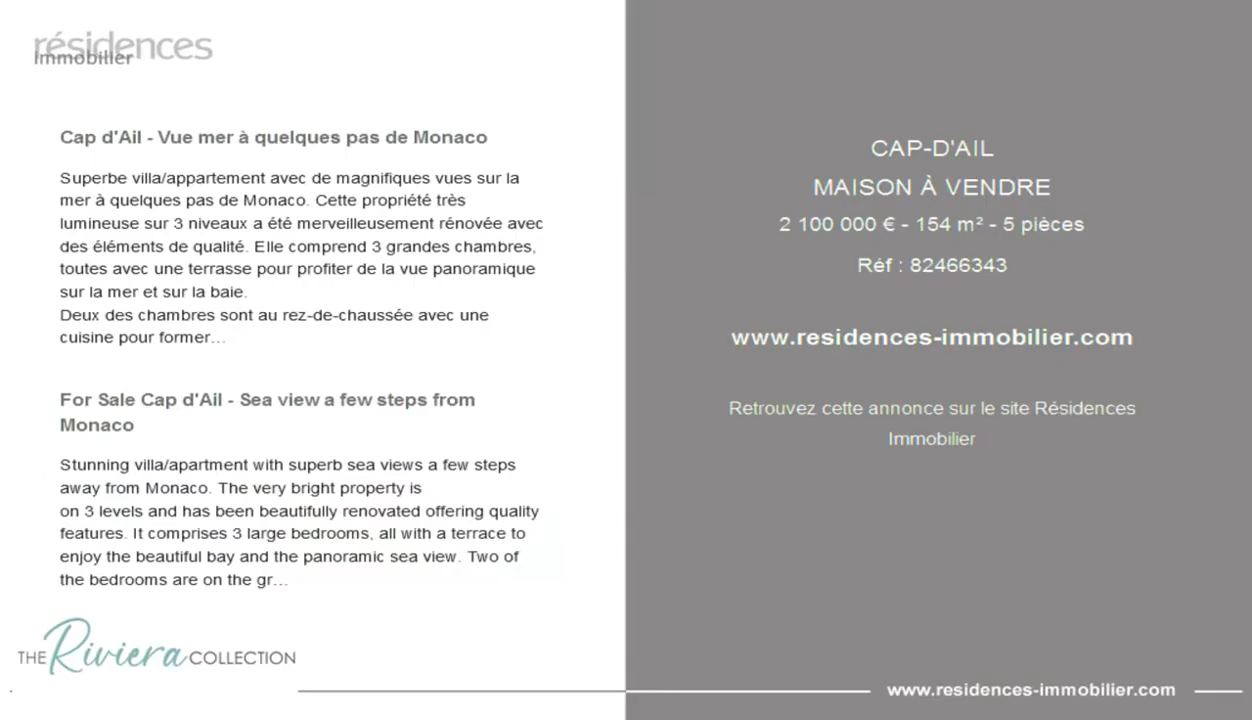 résidences
Immobilier
Cap d'Ail - Vue mer à quelques pas de Monaco
Superbe villa/appartement avec de magnifiques vues sur la
mer à quelques pas de Monaco. Cette propriété très
lumineuse sur 3 niveaux a été merveilleusement rénovée avec
des éléments de qualité. Elle comprend 3 grandes chambres,
toutes avec une terrasse pour profiter de la vue panoramique
sur la mer et sur la baie.
Deux des chambres sont au rez-de-chaussée avec une
cuisine pour former...
For Sale Cap d'Ail - Sea view a few steps from
Monaco
Stunning villa/apartment with superb sea views a few steps
away from Monaco. The very bright property is
on 3 levels and has been beautifully renovated offering quality
features. It comprises 3 large bedrooms, all with a terrace to
enjoy the beautiful bay and the panoramic sea view. Two of
the bedrooms are on the gr...
THE Riviera COLLECTION
CAP-D'AIL
MAISON À VENDRE
2 100 000 € - 154 m² - 5 pièces
Réf : 82466343
www.residences-immobilier.com
Retrouvez cette annonce sur le site Résidences
Immobilier
www.residences-immobilier.com